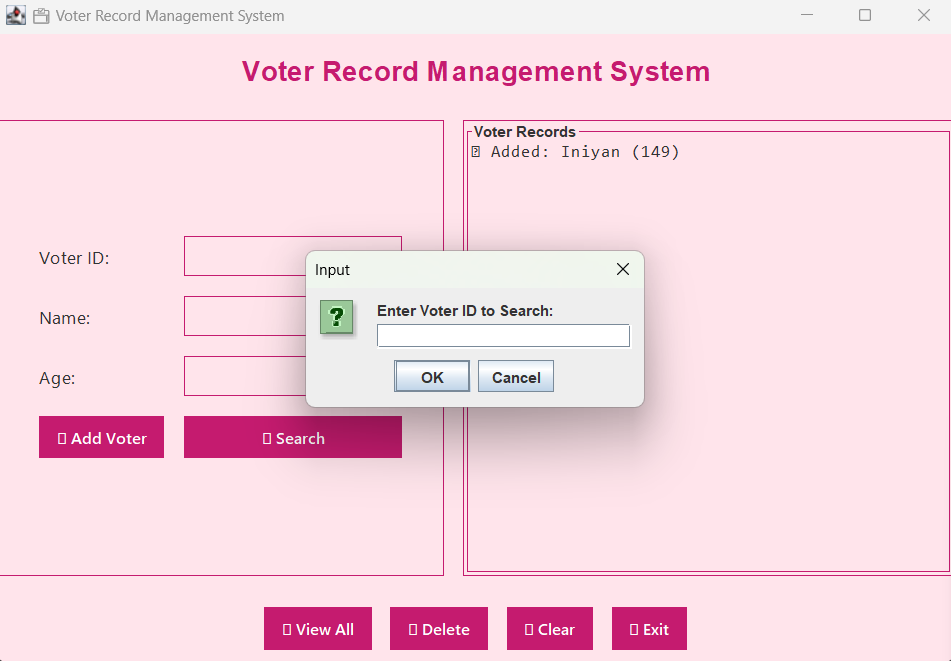 Voter Record Management System
Voter Record Management System
Voter Records
Added: Iniyan (149)
Voter ID:
Name:
Age:
Input
?
Enter Voter ID to Search:
OK
Cancel
Add Voter
Search
View All
Delete
Clear
Exit